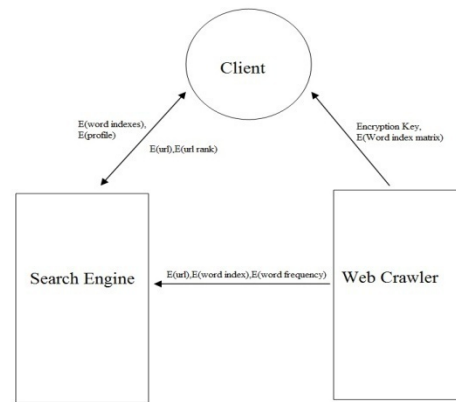 Client
E(word indexes),
E(profile)
E(url),E(url rank)
Encryption Key,
E(Word index matrix)
Search Engine
E(url),E(word index),E(word frequency)
Web Crawler